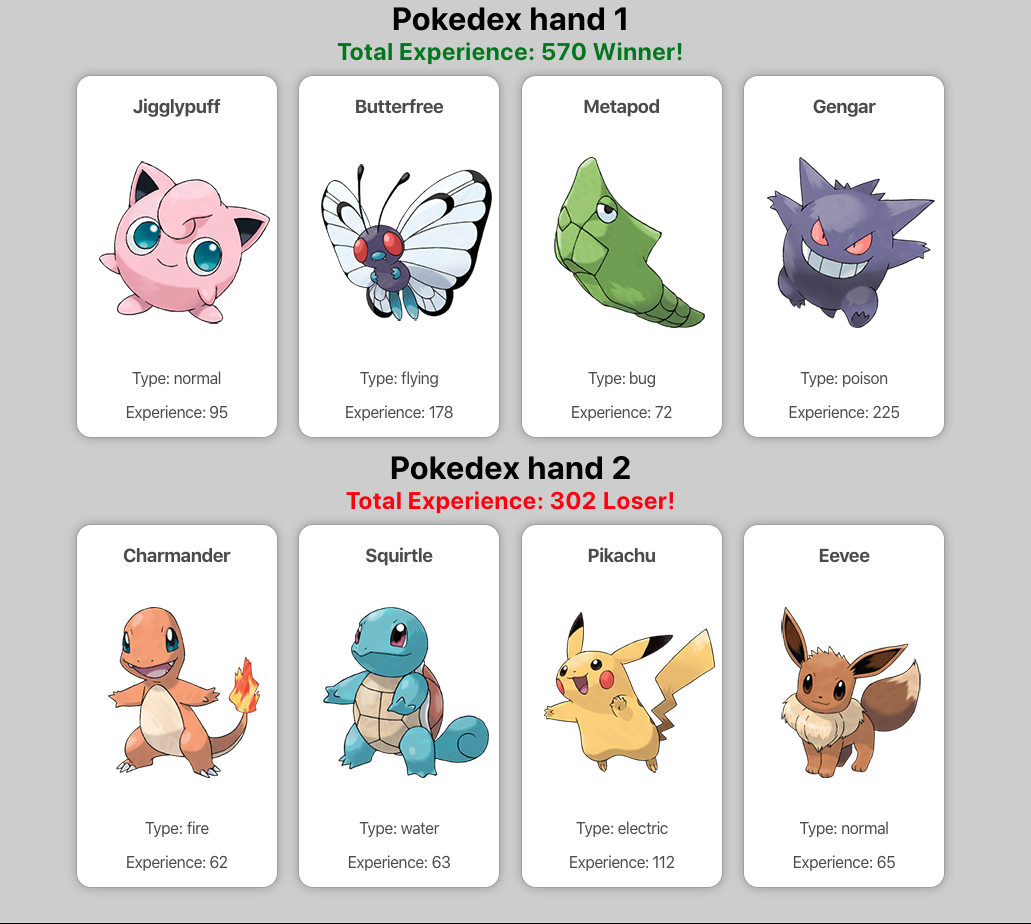 Pokedex hand 1
Total Experience: 570 Winner!
Jigglypuff
Butterfree
Metapod
Gengar
Type: normal
Type: flying
Type: bug
Type: poison
Experience: 95
Experience: 178
Experience: 72
Experience: 225
Pokedex hand 2
Total Experience: 302 Loser!
Charmander
Squirtle
Pikachu
Eevee
Type: fire
Type: water
Type: electric
Type: normal
Experience: 62
Experience: 63
Experience: 112
Experience: 65